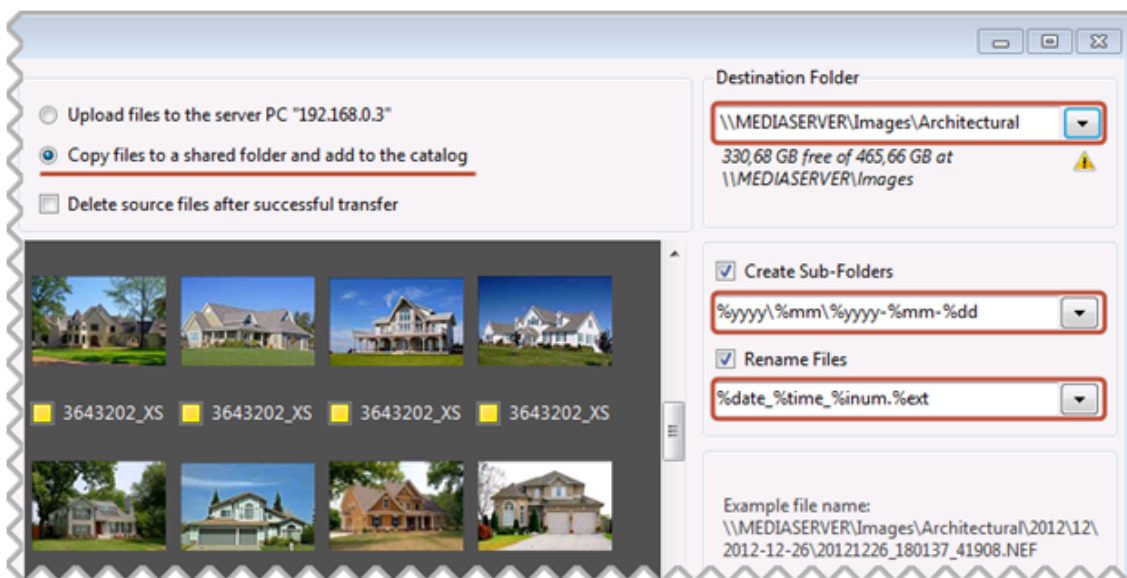 Upload files to the server PC "192.168.0.3"
Copy files to a shared folder and add to the catalog
Delete source files after successful transfer
3643202_XS 3643202_XS 3643202_XS 3643202_XS
Destination Folder
\\MEDIASERVER\Images\Architectural
330,68 GB free of 465,66 GB at
\\MEDIASERVER\Images
Create Sub-Folders
%yyyy\%mm\%yyyy-%mm-%dd
Rename Files
%date_%time_%inum.%ext
Example file name:
\\MEDIASERVER\Images\Architectural\2012\12\
2012-12-26\20121226_180137_41908.NEF